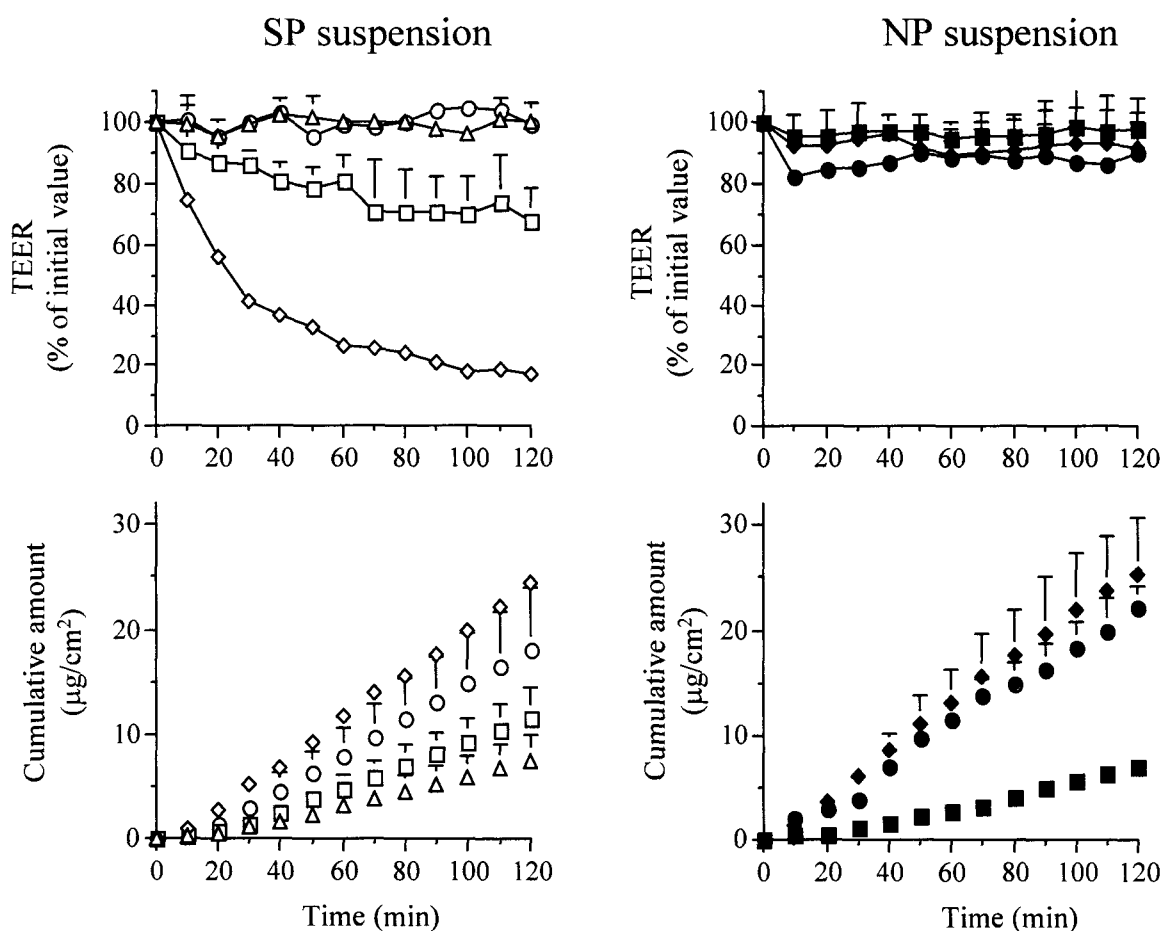 SP suspension
NP suspension
TEER
(% of initial value)
100
80
60
40
20
0
0 20 40 60 80 100 120
TEER
(% of initial value)
100
80
60
40
20
0
0 20 40 60 80 100 120
Cumulative amount
(μg/cm²)
30
20
10
0
0 20 40 60 80 100 120
Time (min)
Cumulative amount
(μg/cm²)
30
20
10
0
0 20 40 60 80 100 120
Time (min)